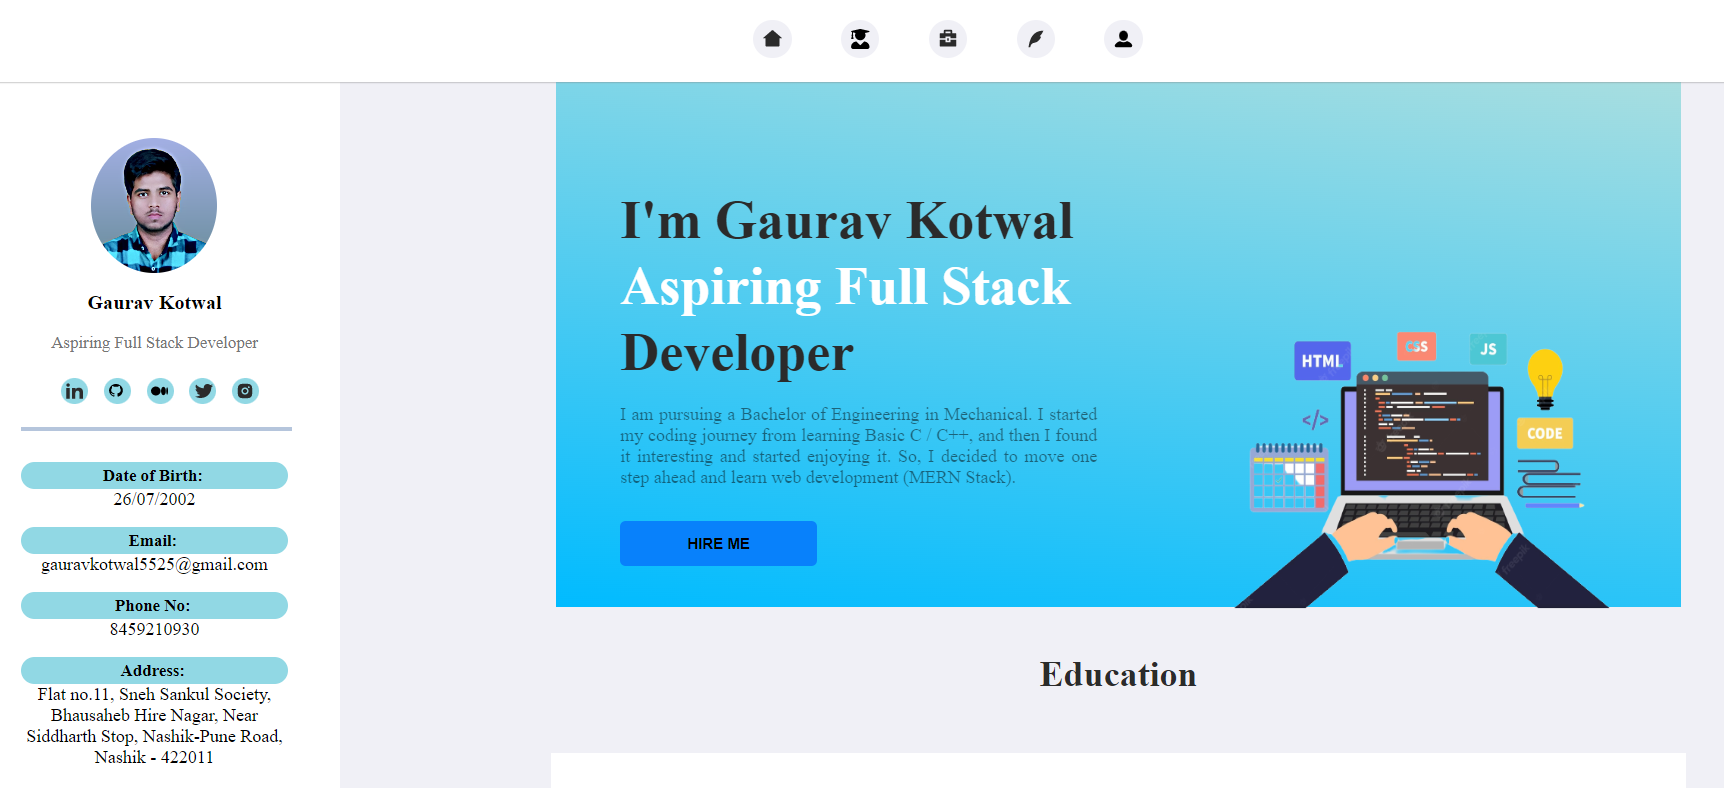 Gaurav Kotwal
Aspiring Full Stack Developer
Date of Birth:
26/07/2002
Email:
gauravkotwal5525@gmail.com
Phone No:
8459210930
Address:
Flat no.11, Sneh Sankul Society,
Bhausaheb Hire Nagar, Near
Siddharth Stop, Nashik-Pune Road,
Nashik - 422011
I'm Gaurav Kotwal
Aspiring Full Stack
Developer
I am pursuing a Bachelor of Engineering in Mechanical. I started
my coding journey from learning Basic C / C++, and then I found
it interesting and started enjoying it. So, I decided to move one
step ahead and learn web development (MERN Stack).
HIRE ME
HTML
CSS
JS
</>
CODE
Education